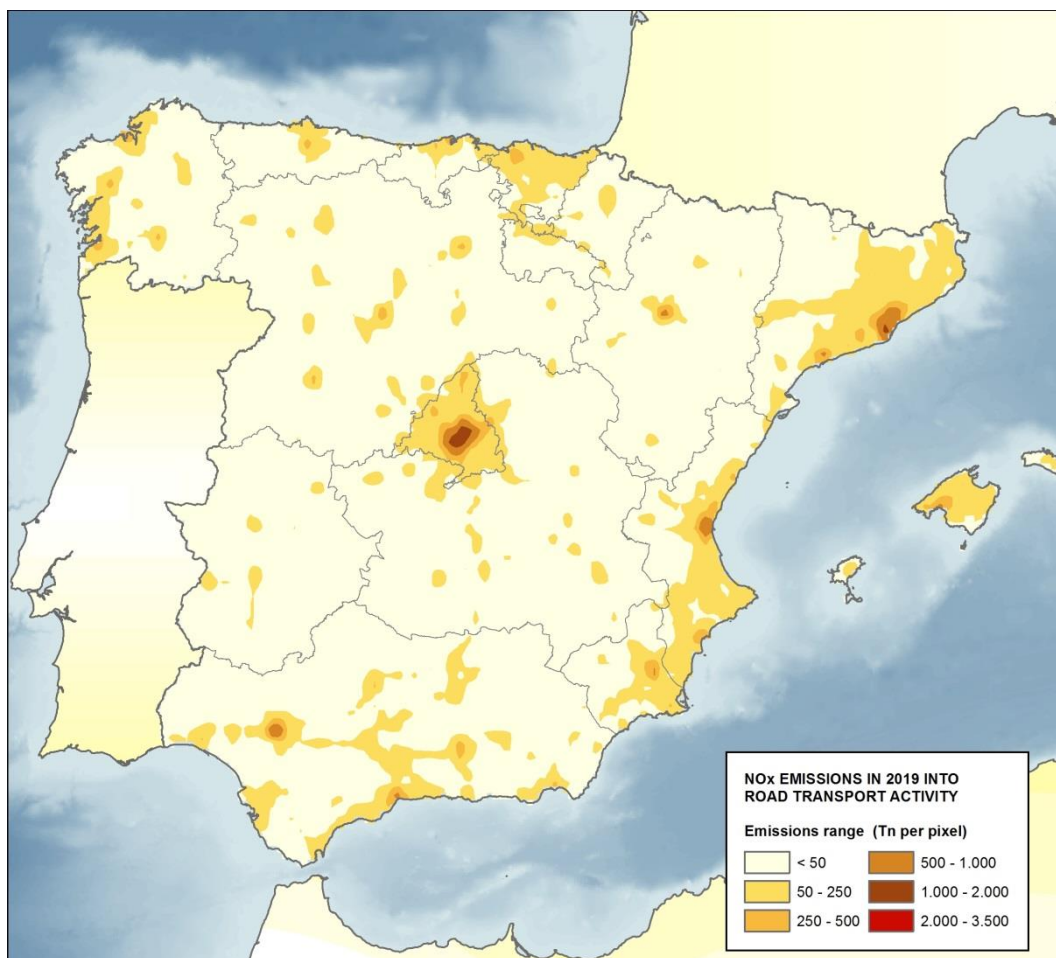 NOx EMISSIONS IN 2019 INTO
ROAD TRANSPORT ACTIVITY
Emissions range (Tn per pixel)
< 50
500 - 1.000
50 - 250
1.000 - 2.000
250 - 500
2.000 - 3.500